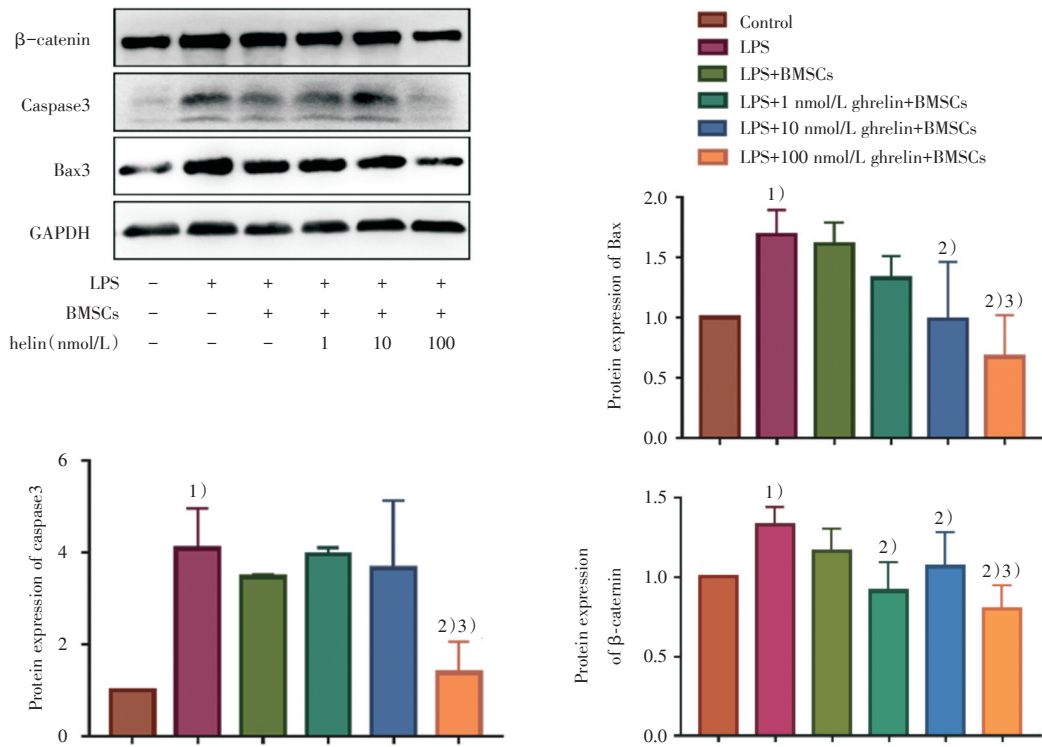 β-catenin
Caspase3
Bax3
GAPDH
LPS − + + + + +
BMSCs − − + + + +
helin(nmol/L) − − − 1 10 100
Control
LPS
LPS+BMSCs
LPS+1 nmol/L ghrelin+BMSCs
LPS+10 nmol/L ghrelin+BMSCs
LPS+100 nmol/L ghrelin+BMSCs
Protein expression of Bax
2.0
1.5
1.0
0.5
0.0
1)
2)
2)3)
Protein expression of caspase3
6
4
2
0
1)
2)3)
Protein expression
of β-caternin
1.5
1.0
0.5
0.0
1)
2)
2)
2)3)